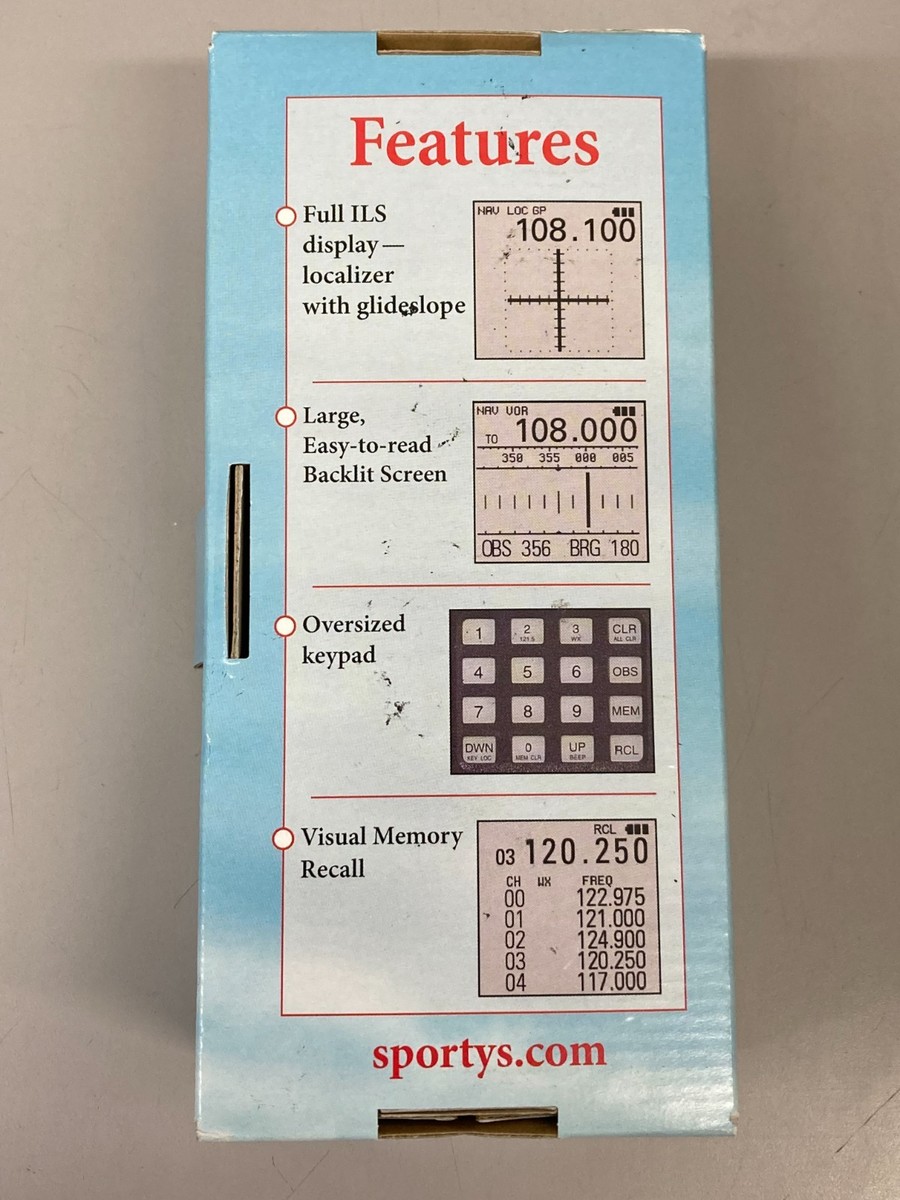 Features
Full ILS
display—
localizer
with glideslope
NAV LOC GP
108.100
Large,
Easy-to-read
Backlit Screen
NAV VOR
TO 108.000
350 355 000 005
OBS 356 BRG 180
Oversized
keypad
1 2 3 CLR
121.5 WX ALL CLR
4 5 6 OBS
7 8 9 MEM
DWN 0 UP RCL
KEY LOC MEM CLR BEEP
Visual Memory
Recall
RCL
03 120.250
CH WX FREQ
00 122.975
01 121.000
02 124.900
03 120.250
04 117.000
sportys.com